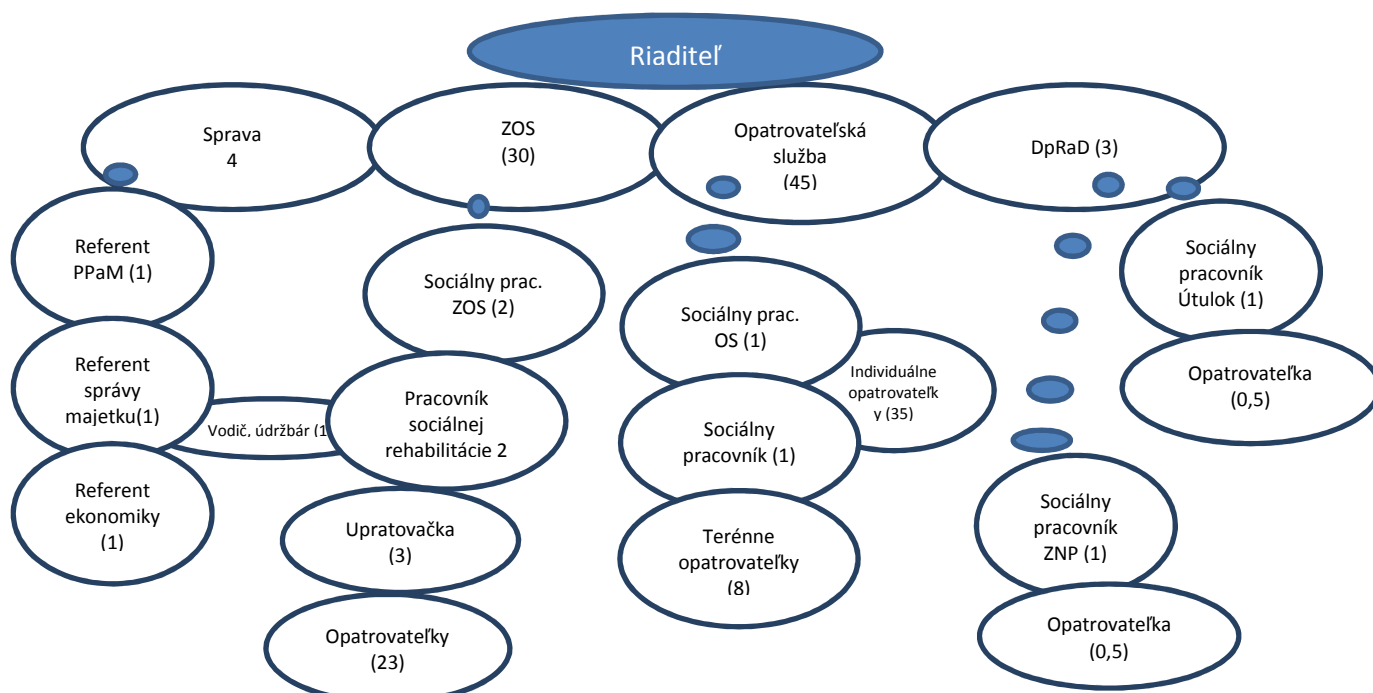 Riaditeľ
Sprava
4
ZOS
(30)
Opatrovateľská
služba
(45)
DpRaD (3)
Referent
PPaM (1)
Referent
správy
majetku(1)
Vodič, údržbár (1
Referent
ekonomiky
(1)
Sociálny prac.
ZOS (2)
Pracovník
sociálnej
rehabilitácie 2
Upratovačka
(3)
Opatrovateľky
(23)
Sociálny prac.
OS (1)
Individuálne
opatrovateľk
y (35)
Sociálny
pracovník (1)
Terénne
opatrovateľky
(8)
Sociálny
pracovník
Útulok (1)
Opatrovateľka
(0,5)
Sociálny
pracovník
ZNP (1)
Opatrovateľka
(0,5)